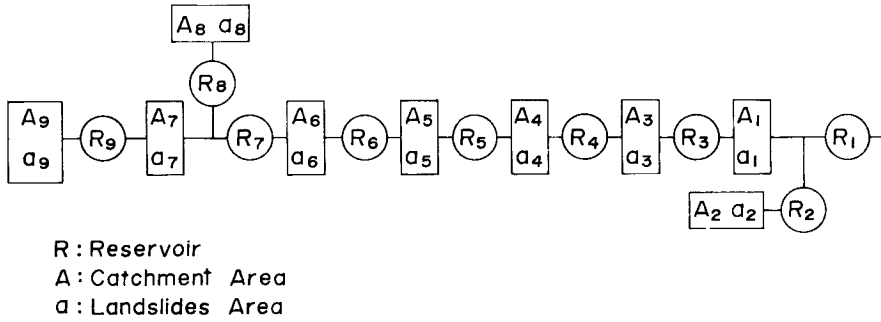 A8 a8
R8
A9 R9 A7 R7 A6 R6 A5 R5 A4 R4 A3 R3 A1 R1
a9 a7 a6 a5 a4 a3 a1
A2 a2 R2
R : Reservoir
A : Catchment Area
a : Landslides Area